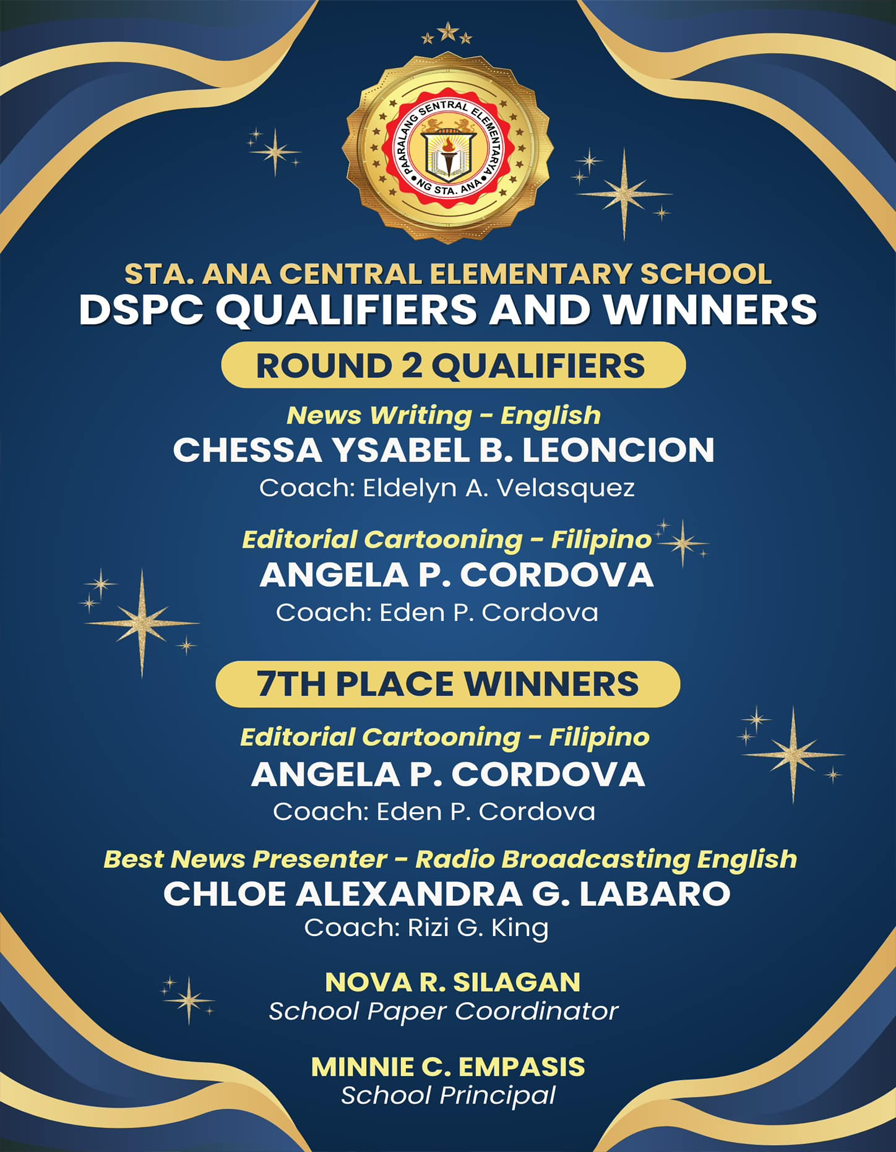 PAARALANG SENTRAL ELEMENTARYA
NG STA. ANA
STA. ANA CENTRAL ELEMENTARY SCHOOL
DSPC QUALIFIERS AND WINNERS
ROUND 2 QUALIFIERS
News Writing - English
CHESSA YSABEL B. LEONCION
Coach: Eldelyn A. Velasquez
Editorial Cartooning - Filipino
ANGELA P. CORDOVA
Coach: Eden P. Cordova
7TH PLACE WINNERS
Editorial Cartooning - Filipino
ANGELA P. CORDOVA
Coach: Eden P. Cordova
Best News Presenter - Radio Broadcasting English
CHLOE ALEXANDRA G. LABARO
Coach: Rizi G. King
NOVA R. SILAGAN
School Paper Coordinator
MINNIE C. EMPASIS
School Principal